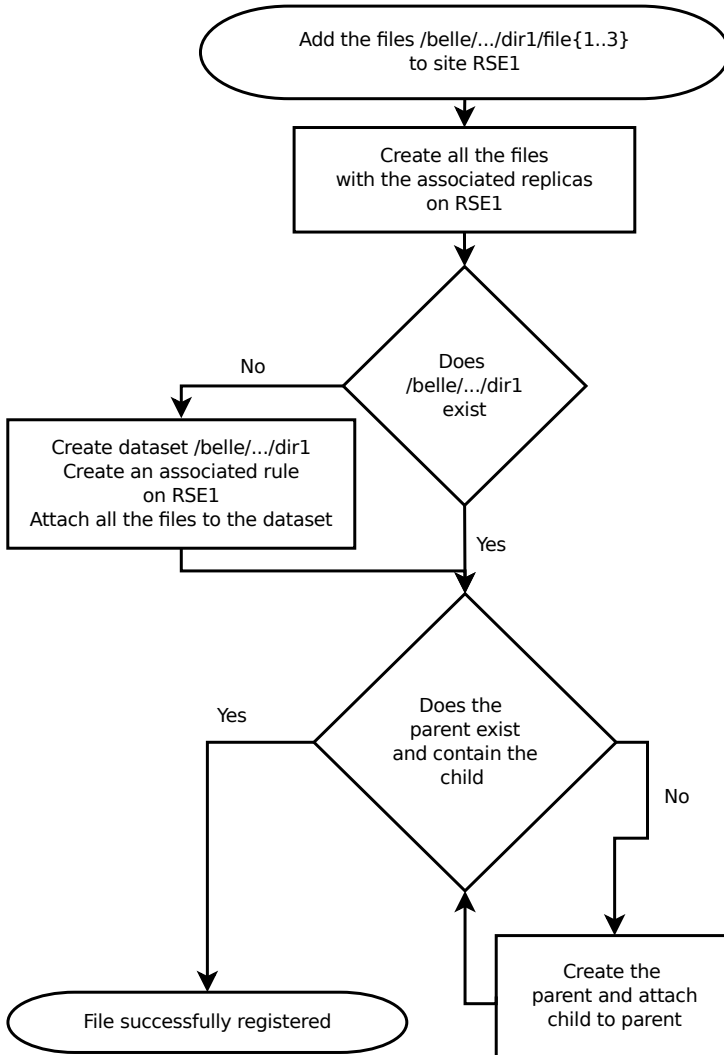 Add the files /belle/.../dir1/file{1..3}
to site RSE1
Create all the files
with the associated replicas
on RSE1
Does
/belle/.../dir1
exist
No
Create dataset /belle/.../dir1
Create an associated rule
on RSE1
Attach all the files to the dataset
Yes
Does the
parent exist
and contain the
child
Yes
No
Create the
parent and attach
child to parent
File successfully registered